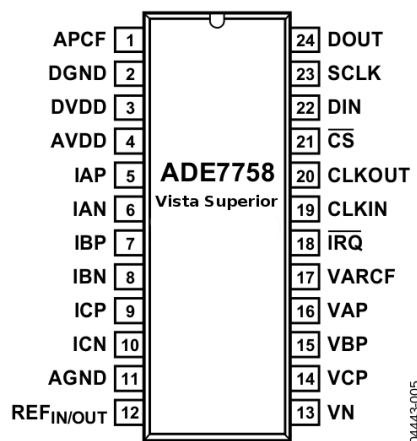 APCF 1 24 DOUT
DGND 2 23 SCLK
DVDD 3 22 DIN
AVDD 4 21 CS
IAP 5 ADE7758 20 CLKOUT
Vista Superior
IAN 6 19 CLKIN
IBP 7 18 IRQ
IBN 8 17 VARCF
ICP 9 16 VAP
ICN 10 15 VBP
AGND 11 14 VCP
REFIN/OUT 12 13 VN
04443-005